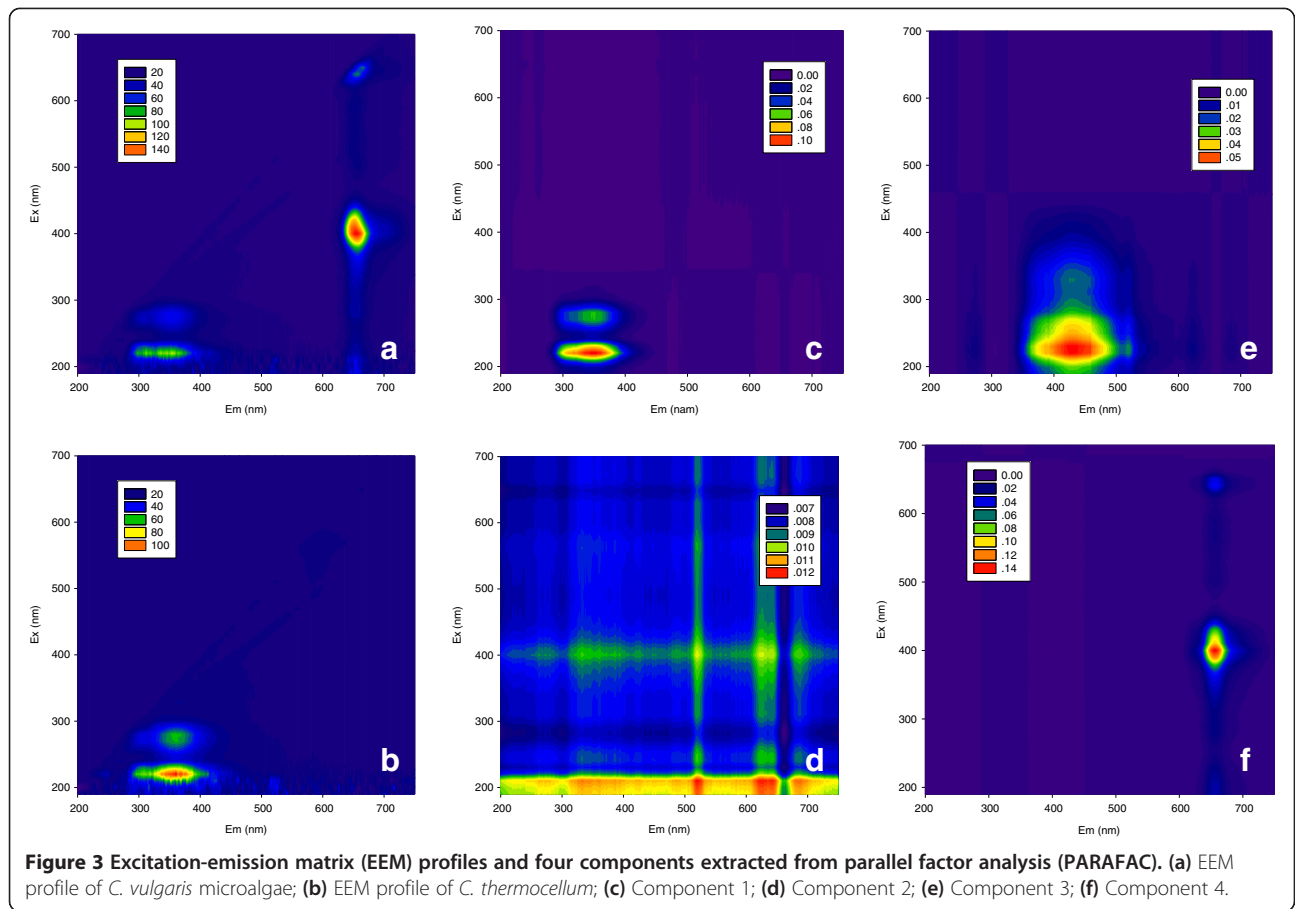 700
600
500
400
300
200
Ex (nm)
20
40
60
80
100
120
140
a
200 300 400 500 600 700
Em (nm)
700
600
500
400
300
200
Ex (nm)
0.00
.02
.04
.06
.08
.10
c
200 300 400 500 600 700
Em (nam)
700
600
500
400
300
200
Ex (nm)
0.00
.01
.02
.03
.04
.05
e
200 300 400 500 600 700
Em (nm)
700
600
500
400
300
200
Ex (nm)
20
40
60
80
100
b
200 300 400 500 600 700
Em (nm)
700
600
500
400
300
200
Ex (nm)
.007
.008
.009
.010
.011
.012
d
200 300 400 500 600 700
Em (nm)
700
600
500
400
300
200
Ex (nm)
0.00
.02
.04
.06
.08
.10
.12
.14
f
200 300 400 500 600 700
Em (nm)
Figure 3 Excitation-emission matrix (EEM) profiles and four components extracted from parallel factor analysis (PARAFAC). (a) EEM
profile of C. vulgaris microalgae; (b) EEM profile of C. thermocellum; (c) Component 1; (d) Component 2; (e) Component 3; (f) Component 4.